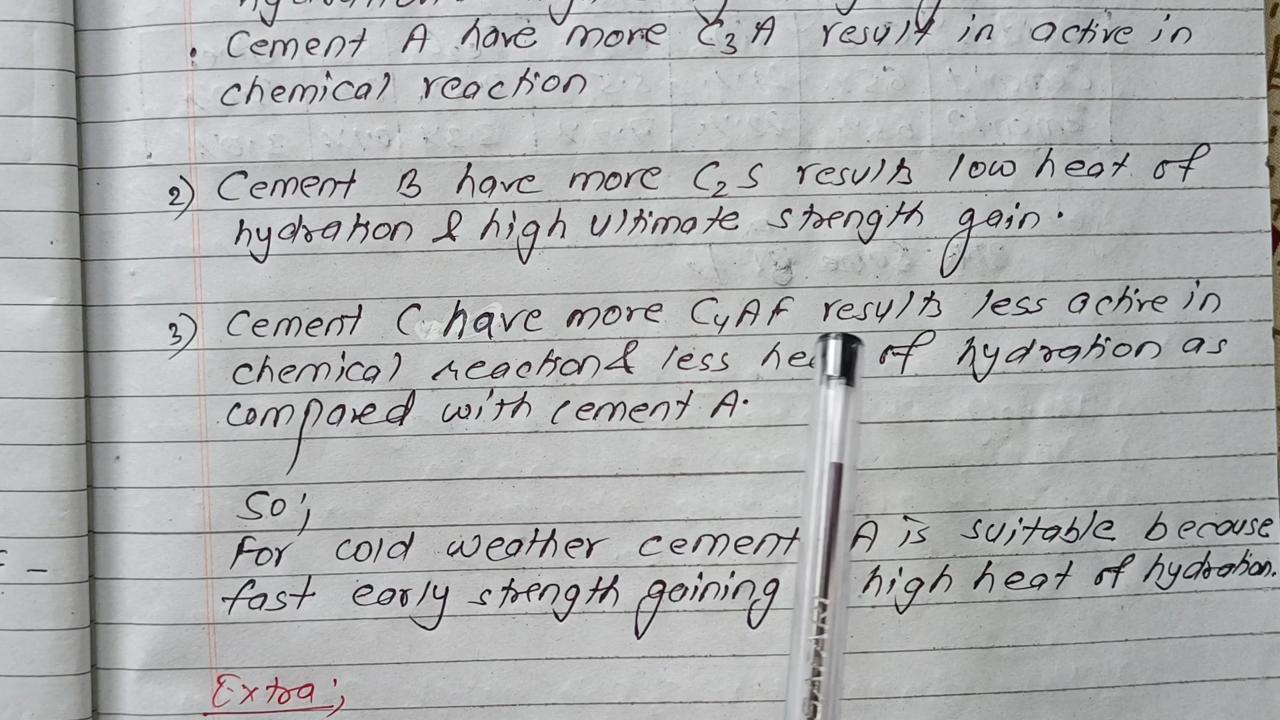 • Cement A have more C₃A result in active in
chemical reaction
2) Cement B have more C₂S results low heat of
hydration & high ultimate strength gain.
3) Cement C have more C₄AF results less active in
chemical reaction & less hea of hydration as
compared with cement A.
So;
For cold weather cement A is suitable because
fast early strength gaining high heat of hydration.
Extra;